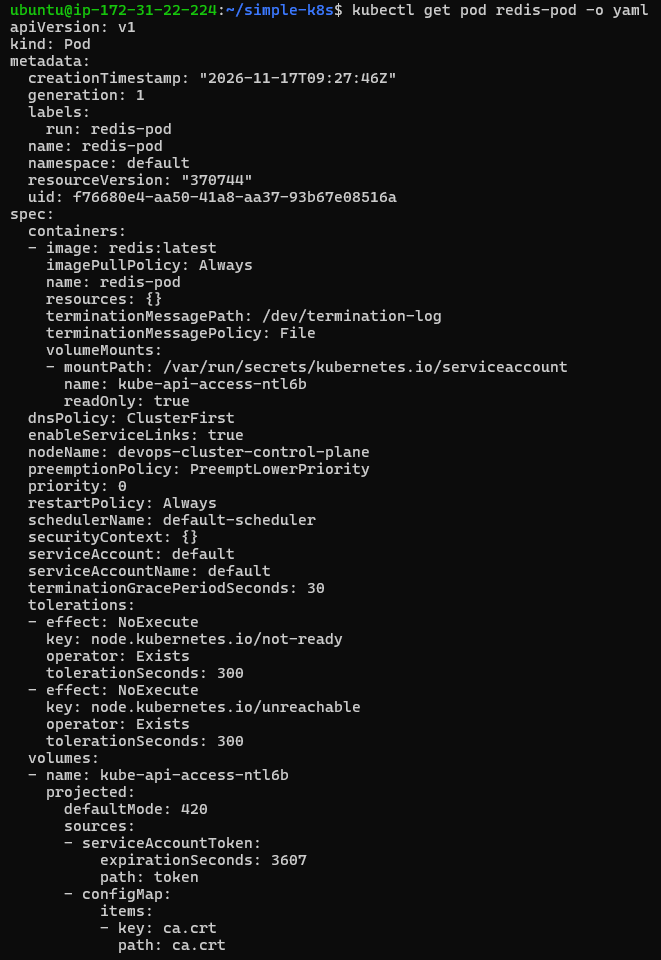 ubuntu@ip-172-31-22-224:~/simple-k8s$ kubectl get pod redis-pod -o yaml
apiVersion: v1
kind: Pod
metadata:
  creationTimestamp: "2026-11-17T09:27:46Z"
  generation: 1
  labels:
    run: redis-pod
  name: redis-pod
  namespace: default
  resourceVersion: "370744"
  uid: f76680e4-aa50-41a8-aa37-93b67e08516a
spec:
  containers:
  - image: redis:latest
    imagePullPolicy: Always
    name: redis-pod
    resources: {}
    terminationMessagePath: /dev/termination-log
    terminationMessagePolicy: File
    volumeMounts:
    - mountPath: /var/run/secrets/kubernetes.io/serviceaccount
      name: kube-api-access-ntl6b
      readOnly: true
  dnsPolicy: ClusterFirst
  enableServiceLinks: true
  nodeName: devops-cluster-control-plane
  preemptionPolicy: PreemptLowerPriority
  priority: 0
  restartPolicy: Always
  schedulerName: default-scheduler
  securityContext: {}
  serviceAccount: default
  serviceAccountName: default
  terminationGracePeriodSeconds: 30
  tolerations:
  - effect: NoExecute
    key: node.kubernetes.io/not-ready
    operator: Exists
    tolerationSeconds: 300
  - effect: NoExecute
    key: node.kubernetes.io/unreachable
    operator: Exists
    tolerationSeconds: 300
  volumes:
  - name: kube-api-access-ntl6b
    projected:
      defaultMode: 420
      sources:
      - serviceAccountToken:
          expirationSeconds: 3607
          path: token
      - configMap:
          items:
          - key: ca.crt
            path: ca.crt